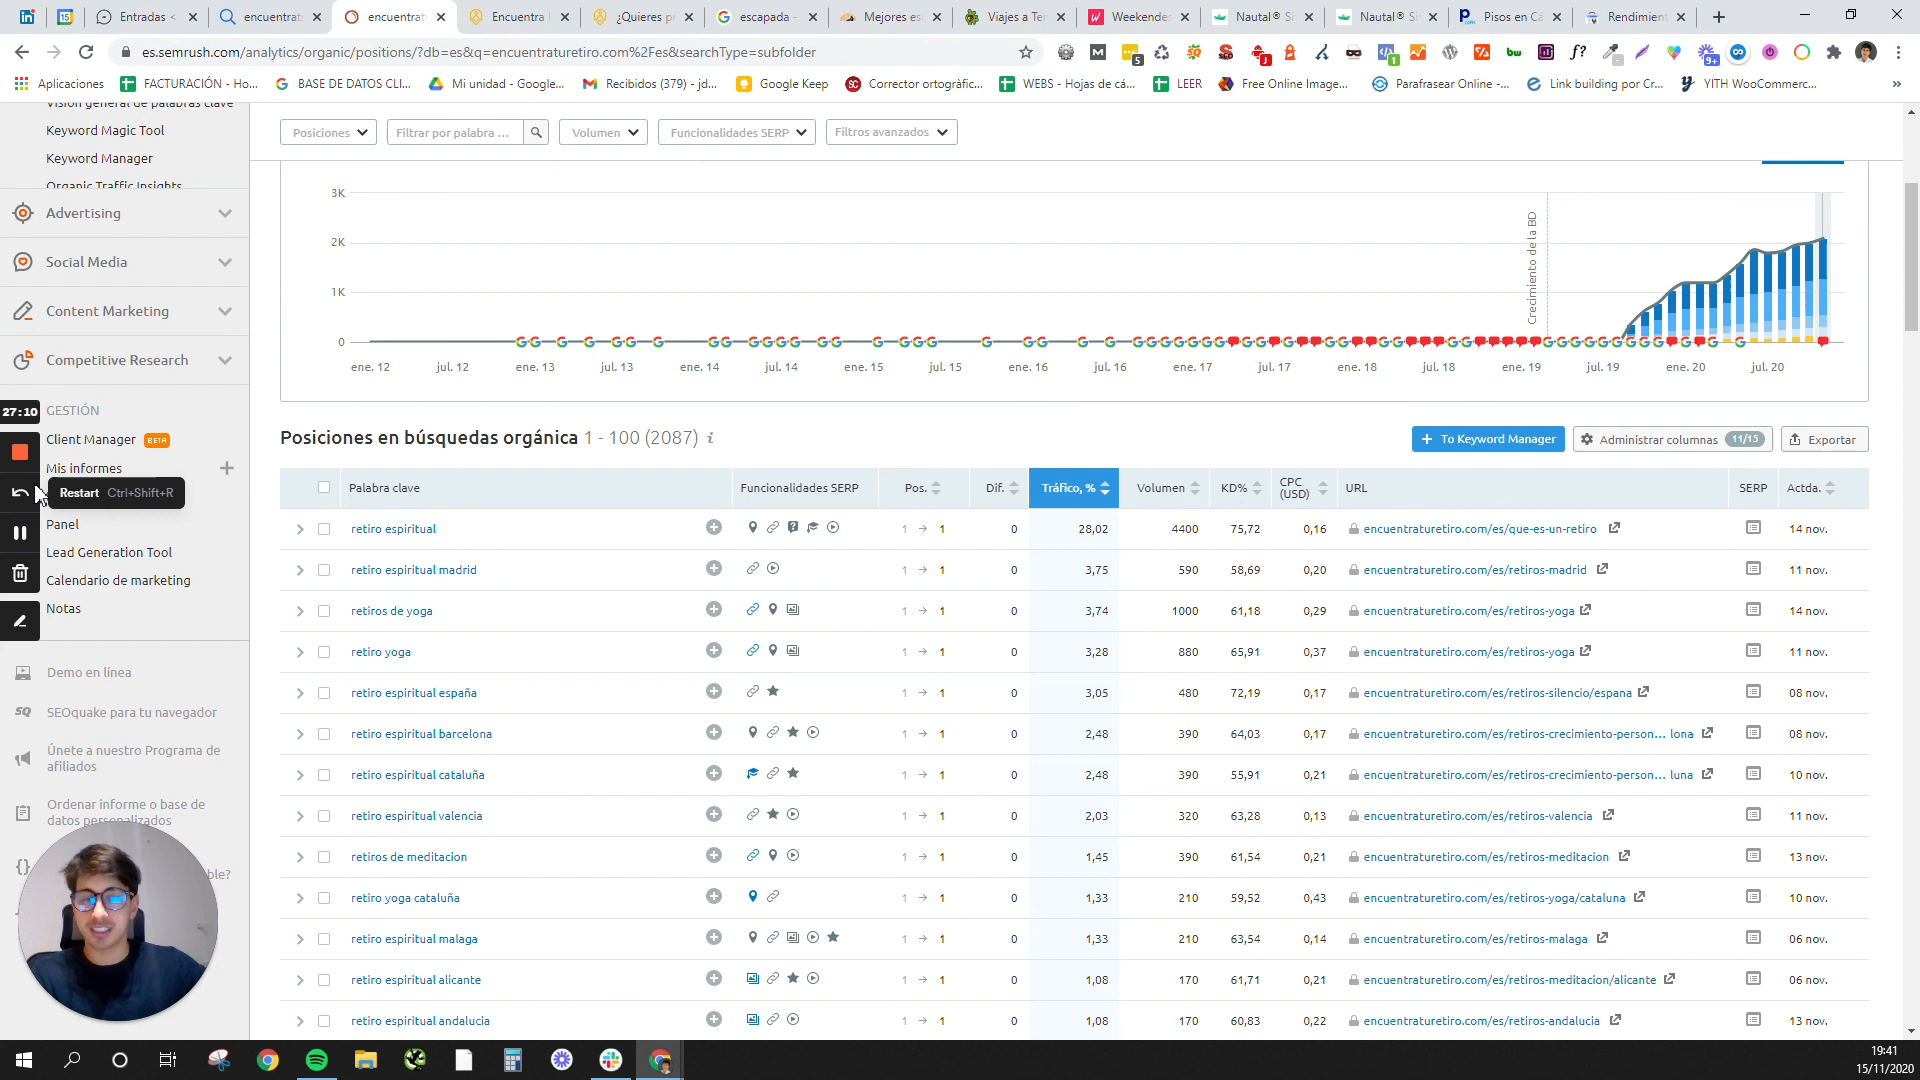 Entradas <
encuentrat
encuentrat
Encuentra
¿Quieres pr
escapada -
Mejores es
Viajes a Ter
Weekendes
Nautal® Si
Nautal® Si
Pisos en Cá
Rendimient
es.semrush.com/analytics/organic/positions/?db=es&q=encuentraturetiro.com%2Fes&searchType=subfolder
Aplicaciones
FACTURACIÓN - Ho...
BASE DE DATOS CLI...
Mi unidad - Google...
Recibidos (379) - jd...
Google Keep
Corrector ortogràfic...
WEBS - Hojas de cá...
LEER
Free Online Image...
Parafrasear Online -...
Link building por Cr...
YITH WooCommerc...
Visión general de palabras clave
Keyword Magic Tool
Keyword Manager
Organic Traffic Insights
Advertising
Social Media
Content Marketing
Competitive Research
27:10
GESTIÓN
Client Manager BETA
Mis informes
Restart Ctrl+Shift+R
Panel
Lead Generation Tool
Calendario de marketing
Notas
Demo en línea
SEOquake para tu navegador
Únete a nuestro Programa de
afiliados
Ordenar informe o base de
datos personalizados
ble?
Posiciones
Filtrar por palabra ...
Volumen
Funcionalidades SERP
Filtros avanzados
3K
2K
1K
0
Crecimiento de la BD
ene. 12 jul. 12 ene. 13 jul. 13 ene. 14 jul. 14 ene. 15 jul. 15 ene. 16 jul. 16 ene. 17 jul. 17 ene. 18 jul. 18 ene. 19 jul. 19 ene. 20 jul. 20
Posiciones en búsquedas orgánica 1 - 100 (2087) i
+ To Keyword Manager
Administrar columnas 11/15
Exportar
Palabra clave Funcionalidades SERP Pos. Dif. Tráfico, % Volumen KD% CPC (USD) URL SERP Actda.
retiro espiritual 1 → 1 0 28,02 4400 75,72 0,16 encuentraturetiro.com/es/que-es-un-retiro 14 nov.
retiro espiritual madrid 1 → 1 0 3,75 590 58,69 0,20 encuentraturetiro.com/es/retiros-madrid 11 nov.
retiros de yoga 1 → 1 0 3,74 1000 61,18 0,29 encuentraturetiro.com/es/retiros-yoga 14 nov.
retiro yoga 1 → 1 0 3,28 880 65,91 0,37 encuentraturetiro.com/es/retiros-yoga 11 nov.
retiro espiritual españa 1 → 1 0 3,05 480 72,19 0,17 encuentraturetiro.com/es/retiros-silencio/espana 08 nov.
retiro espiritual barcelona 1 → 1 0 2,48 390 64,03 0,17 encuentraturetiro.com/es/retiros-crecimiento-person... lona 08 nov.
retiro espiritual cataluña 1 → 1 0 2,48 390 55,91 0,21 encuentraturetiro.com/es/retiros-crecimiento-person... luna 10 nov.
retiro espiritual valencia 1 → 1 0 2,03 320 63,28 0,13 encuentraturetiro.com/es/retiros-valencia 11 nov.
retiros de meditacion 1 → 1 0 1,45 390 61,54 0,21 encuentraturetiro.com/es/retiros-meditacion 13 nov.
retiro yoga cataluña 1 → 1 0 1,33 210 59,52 0,43 encuentraturetiro.com/es/retiros-yoga/cataluna 10 nov.
retiro espiritual malaga 1 → 1 0 1,33 210 63,54 0,14 encuentraturetiro.com/es/retiros-malaga 06 nov.
retiro espiritual alicante 1 → 1 0 1,08 170 61,71 0,21 encuentraturetiro.com/es/retiros-meditacion/alicante 06 nov.
retiro espiritual andalucia 1 → 1 0 1,08 170 60,83 0,22 encuentraturetiro.com/es/retiros-andalucia 13 nov.
19:41
15/11/2020